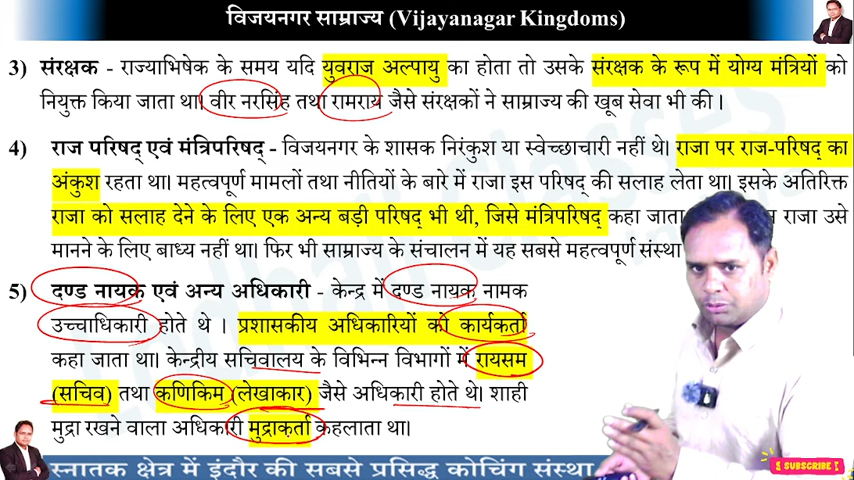 विजयनगर साम्राज्य (Vijayanagar Kingdoms)
3) संरक्षक - राज्याभिषेक के समय यदि युवराज अल्पायु का होता तो उसके संरक्षक के रूप में योग्य मंत्रियों को
नियुक्त किया जाता था। वीर नरसिंह तथा रामराय जैसे संरक्षकों ने साम्राज्य की खूब सेवा भी की।
4) राज परिषद् एवं मंत्रिपरिषद् - विजयनगर के शासक निरंकुश या स्वेच्छाचारी नहीं थे। राजा पर राज-परिषद् का
अंकुश रहता था। महत्वपूर्ण मामलों तथा नीतियों के बारे में राजा इस परिषद् की सलाह लेता था। इसके अतिरिक्त
राजा को सलाह देने के लिए एक अन्य बड़ी परिषद् भी थी, जिसे मंत्रिपरिषद् कहा जाता राजा उसे
मानने के लिए बाध्य नहीं था। फिर भी साम्राज्य के संचालन में यह सबसे महत्वपूर्ण संस्था
5) दण्ड नायक एवं अन्य अधिकारी - केन्द्र में दण्ड नायक नामक
उच्चाधिकारी होते थे । प्रशासकीय अधिकारियों को कार्यकर्ता
कहा जाता था। केन्द्रीय सचिवालय के विभिन्न विभागों में रायसम
(सचिव) तथा कणिकिम (लेखाकार) जैसे अधिकारी होते थे। शाही
मुद्रा रखने वाला अधिकारी मुद्राकर्ता कहलाता था।
स्नातक क्षेत्र में इंदौर की सबसे प्रसिद्ध कोचिंग संस्था
SUBSCRIBE